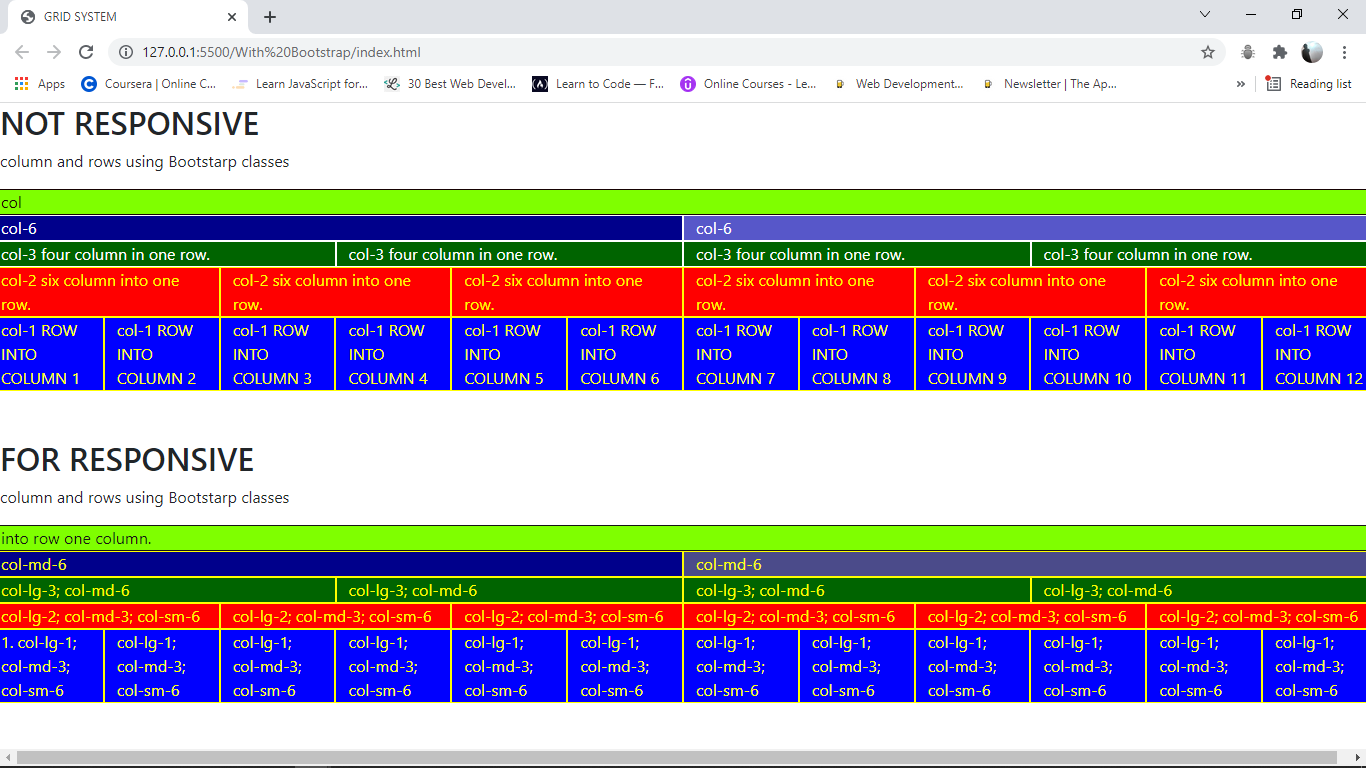 GRID SYSTEM
127.0.0.1:5500/With%20Bootstrap/index.html
Apps
Coursera | Online C...
Learn JavaScript for...
30 Best Web Devel...
Learn to Code — F...
Online Courses - Le...
Web Development...
Newsletter | The Ap...
»
Reading list
NOT RESPONSIVE
column and rows using Bootstarp classes
col
col-6
col-6
col-3 four column in one row.
col-3 four column in one row.
col-3 four column in one row.
col-3 four column in one row.
col-2 six column into one
row.
col-2 six column into one
row.
col-2 six column into one
row.
col-2 six column into one
row.
col-2 six column into one
row.
col-2 six column into one
row.
col-1 ROW
INTO
COLUMN 1
col-1 ROW
INTO
COLUMN 2
col-1 ROW
INTO
COLUMN 3
col-1 ROW
INTO
COLUMN 4
col-1 ROW
INTO
COLUMN 5
col-1 ROW
INTO
COLUMN 6
col-1 ROW
INTO
COLUMN 7
col-1 ROW
INTO
COLUMN 8
col-1 ROW
INTO
COLUMN 9
col-1 ROW
INTO
COLUMN 10
col-1 ROW
INTO
COLUMN 11
col-1 ROW
INTO
COLUMN 12
FOR RESPONSIVE
column and rows using Bootstarp classes
into row one column.
col-md-6
col-md-6
col-lg-3; col-md-6
col-lg-3; col-md-6
col-lg-3; col-md-6
col-lg-3; col-md-6
col-lg-2; col-md-3; col-sm-6
col-lg-2; col-md-3; col-sm-6
col-lg-2; col-md-3; col-sm-6
col-lg-2; col-md-3; col-sm-6
col-lg-2; col-md-3; col-sm-6
col-lg-2; col-md-3; col-sm-6
1. col-lg-1;
col-md-3;
col-sm-6
col-lg-1;
col-md-3;
col-sm-6
col-lg-1;
col-md-3;
col-sm-6
col-lg-1;
col-md-3;
col-sm-6
col-lg-1;
col-md-3;
col-sm-6
col-lg-1;
col-md-3;
col-sm-6
col-lg-1;
col-md-3;
col-sm-6
col-lg-1;
col-md-3;
col-sm-6
col-lg-1;
col-md-3;
col-sm-6
col-lg-1;
col-md-3;
col-sm-6
col-lg-1;
col-md-3;
col-sm-6
col-lg-1;
col-md-3;
col-sm-6